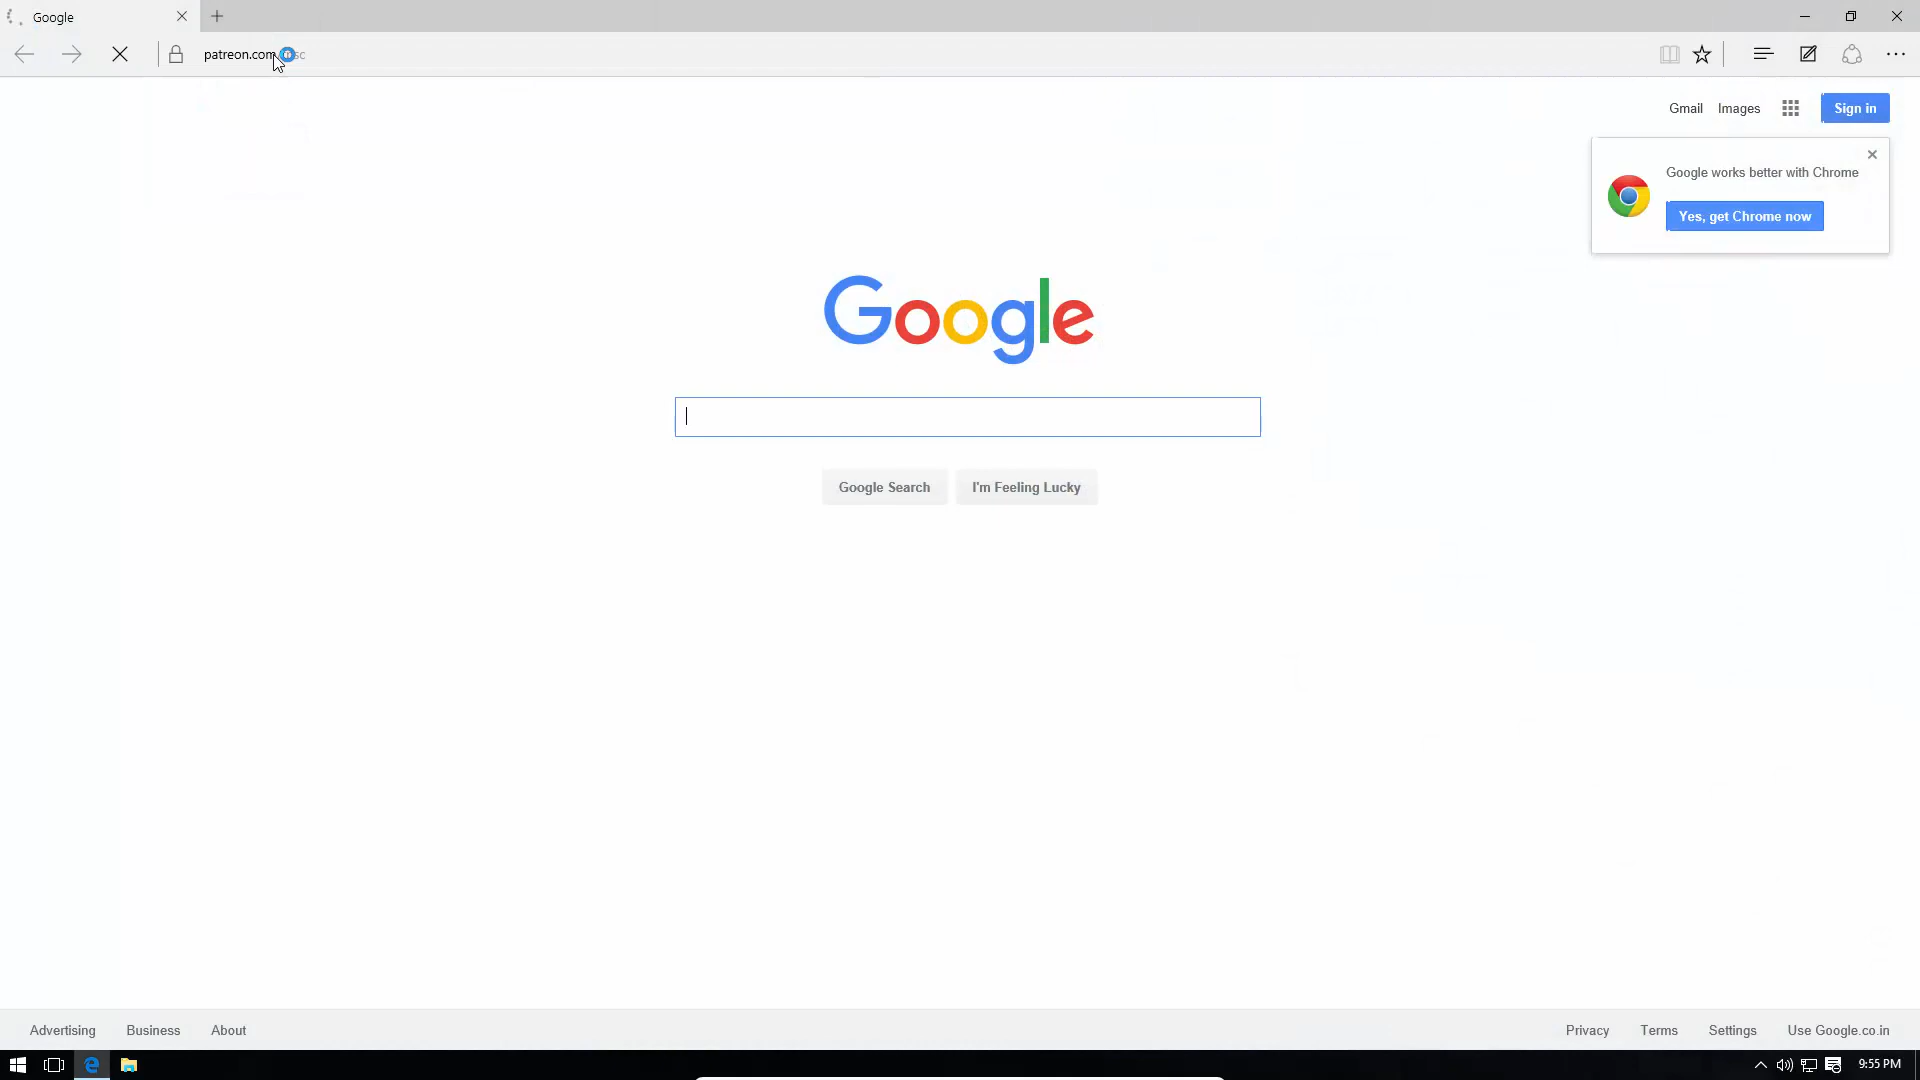 Google
patreon.com
Gmail
Images
Sign in
Google works better with Chrome
Yes, get Chrome now
Google
Google Search
I'm Feeling Lucky
Advertising
Business
About
Privacy
Terms
Settings
Use Google.co.in
9:55 PM